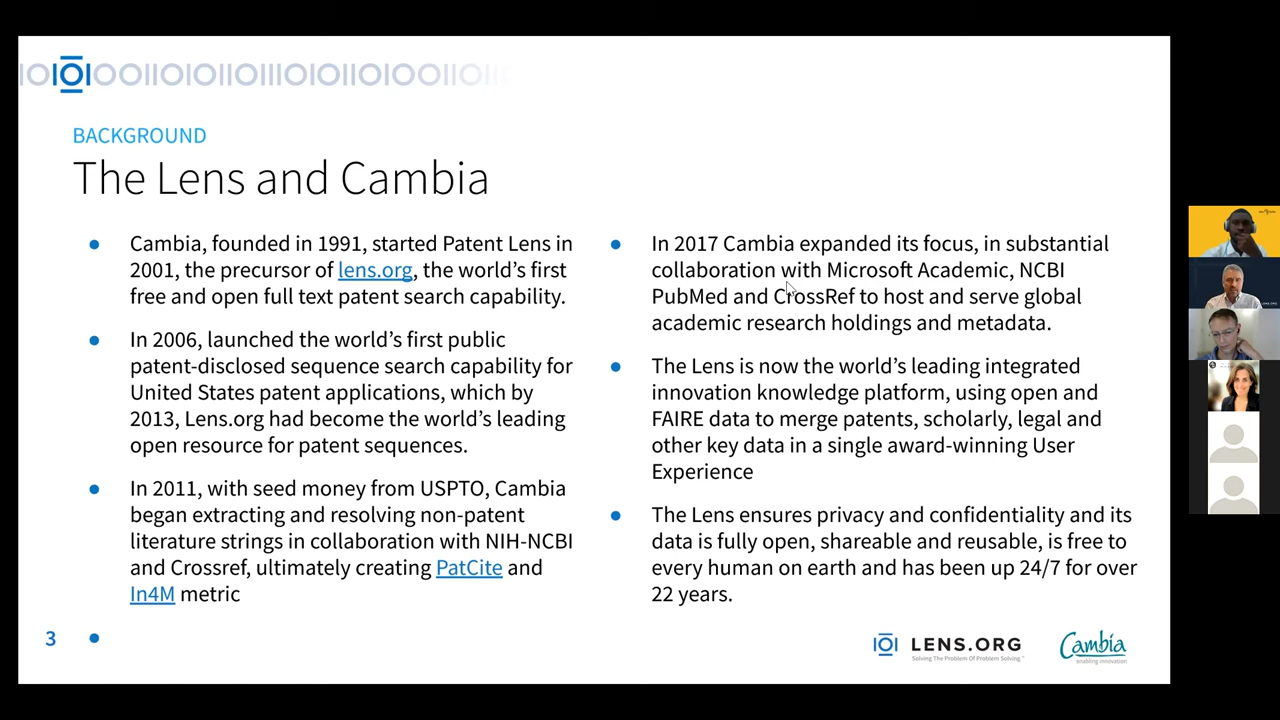 BACKGROUND
The Lens and Cambia
Cambia, founded in 1991, started Patent Lens in
2001, the precursor of lens.org, the world's first
free and open full text patent search capability.
In 2006, launched the world's first public
patent-disclosed sequence search capability for
United States patent applications, which by
2013, Lens.org had become the world's leading
open resource for patent sequences.
In 2011, with seed money from USPTO, Cambia
began extracting and resolving non-patent
literature strings in collaboration with NIH-NCBI
and Crossref, ultimately creating PatCite and
In4M metric
In 2017 Cambia expanded its focus, in substantial
collaboration with Microsoft Academic, NCBI
PubMed and CrossRef to host and serve global
academic research holdings and metadata.
The Lens is now the world's leading integrated
innovation knowledge platform, using open and
FAIRE data to merge patents, scholarly, legal and
other key data in a single award-winning User
Experience
The Lens ensures privacy and confidentiality and its
data is fully open, shareable and reusable, is free to
every human on earth and has been up 24/7 for over
22 years.
3
LENS.ORG
Solving The Problem Of Problem Solving™
Cambia
enabling innovation